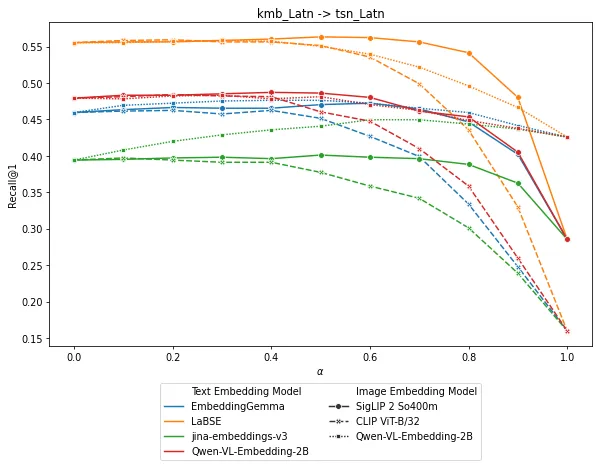 kmb_Latn -> tsn_Latn
Recall@1
0.55
0.50
0.45
0.40
0.35
0.30
0.25
0.20
0.15
0.0
0.2
0.4
0.6
0.8
1.0
α
Text Embedding Model
EmbeddingGemma
LaBSE
jina-embeddings-v3
Qwen-VL-Embedding-2B
Image Embedding Model
SigLIP 2 So400m
CLIP ViT-B/32
Qwen-VL-Embedding-2B